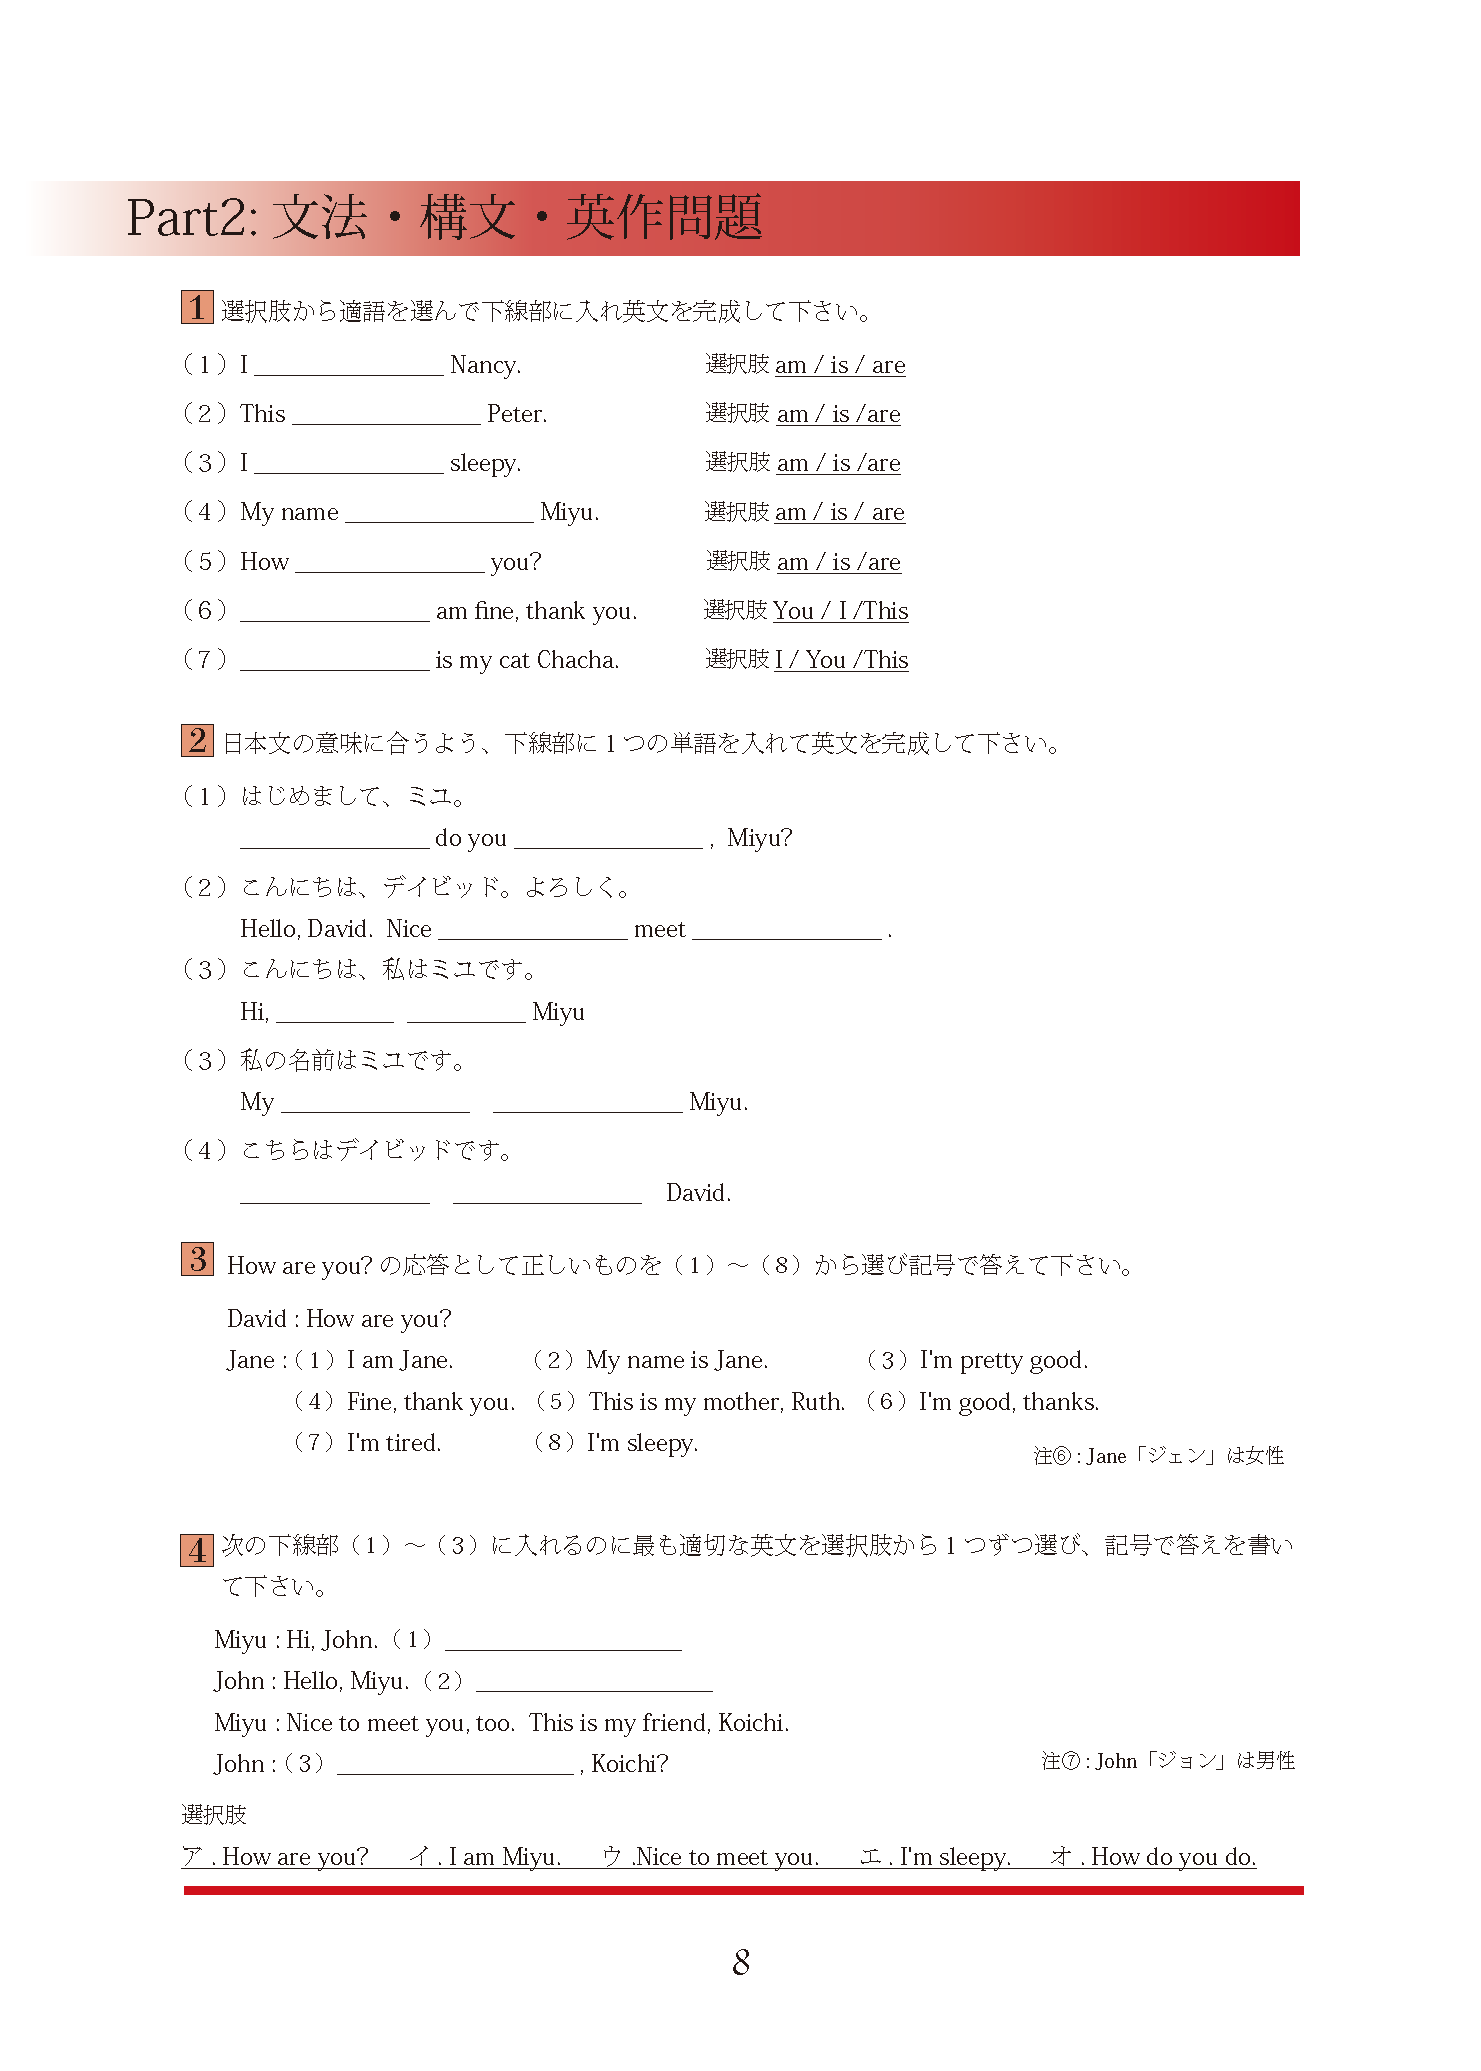 Part2: 文法・構文・英作問題
1 選択肢から適語を選んで下線部に入れ英文を完成して下さい。
（１）I ________________ Nancy. 選択肢 am / is / are
（２）This ________________ Peter. 選択肢 am / is /are
（３）I ________________ sleepy. 選択肢 am / is /are
（４）My name ________________ Miyu. 選択肢 am / is / are
（５）How ________________ you? 選択肢 am / is /are
（６）________________ am fine, thank you. 選択肢 You / I /This
（７）________________ is my cat Chacha. 選択肢 I / You /This
2 日本文の意味に合うよう、下線部に 1 つの単語を入れて英文を完成して下さい。
（１）はじめまして、ミユ。
________________ do you ________________ , Miyu?
（２）こんにちは、デイビッド。よろしく。
Hello, David. Nice ________________ meet ________________ .
（３）こんにちは、私はミユです。
Hi, __________ __________ Miyu
（３）私の名前はミユです。
My ________________ ________________ Miyu.
（４）こちらはデイビッドです。
________________ ________________ David.
3 How are you? の応答として正しいものを（１）～（８）から選び記号で答えて下さい。
David : How are you?
Jane :（１）I am Jane. （２）My name is Jane. （３）I'm pretty good.
（４）Fine, thank you. （５）This is my mother, Ruth. （６）I'm good, thanks.
（７）I'm tired. （８）I'm sleepy.
注⑥ : Jane「ジェン」は女性
4 次の下線部（１）～（３）に入れるのに最も適切な英文を選択肢から 1 つずつ選び、記号で答えを書い
て下さい。
Miyu : Hi, John.（１）____________________
John : Hello, Miyu.（２）____________________
Miyu : Nice to meet you, too. This is my friend, Koichi.
John :（３）____________________ , Koichi? 注⑦ : John「ジョン」は男性
選択肢
ア . How are you? イ . I am Miyu. ウ .Nice to meet you. エ . I'm sleepy. オ . How do you do.
8